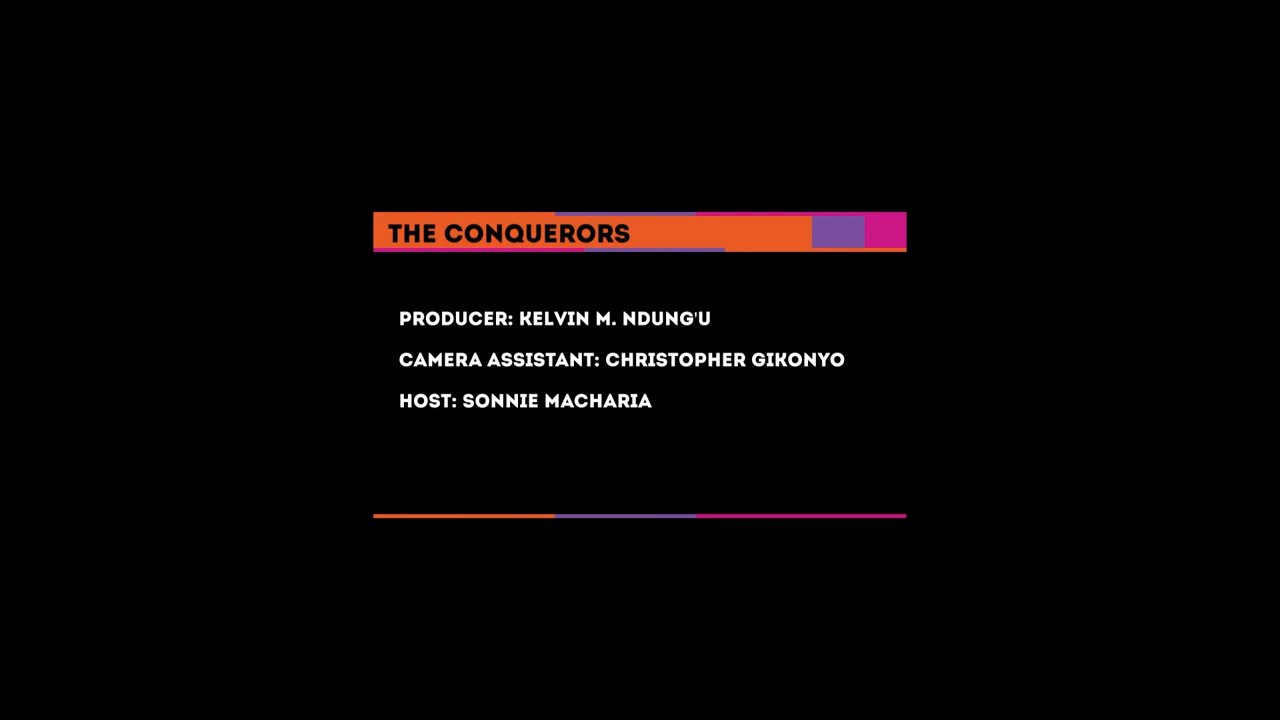 THE CONQUERORS
PRODUCER: KELVIN M. NDUNG'U
CAMERA ASSISTANT: CHRISTOPHER GIKONYO
HOST: SONNIE MACHARIA